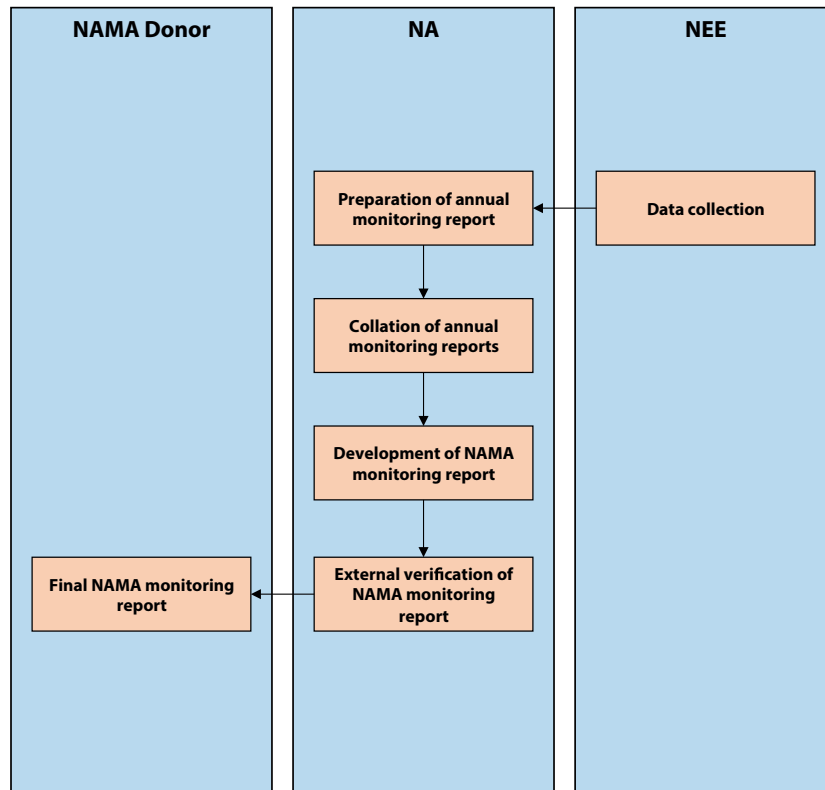 NAMA Donor
NA
NEE
Preparation of annual
monitoring report
Data collection
Collation of annual
monitoring reports
Development of NAMA
monitoring report
Final NAMA monitoring
report
External verification of
NAMA monitoring
report